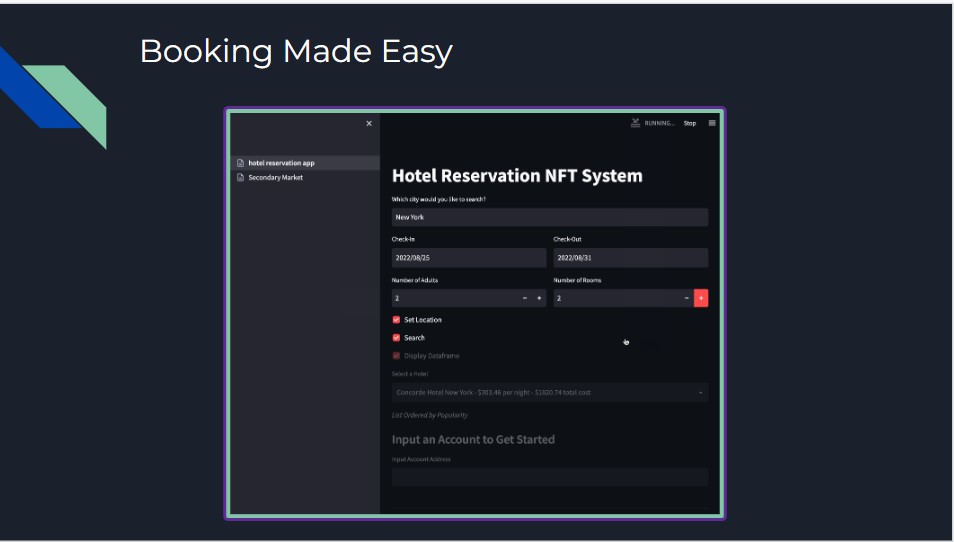 Booking Made Easy
RUNNING... Stop
hotel reservation app
Secondary Market
Hotel Reservation NFT System
Which city would you like to search?
New York
Check-In Check-Out
2022/08/25 2022/08/31
Number of Adults Number of Rooms
2 - + 2 - +
Set Location
Search
Display Dataframe
Select a Hotel
Concorde Hotel New York - $303.46 per night - $1820.74 total cost
List Ordered by Popularity
Input an Account to Get Started
Input Account Address